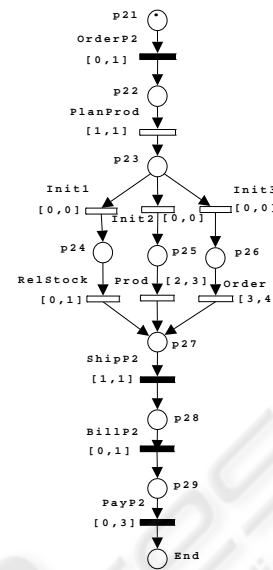 p21
OrderP2
[0,1]
p22
PlanProd
[1,1]
p23
Init1 Init3
[0,0] Init2 [0,0] [0,0]
p24 p25 p26
RelStock Prod [2,3] Order
[0,1] [3,4]
p27
ShipP2
[1,1]
p28
BillP2
[0,1]
p29
PayP2
[0,3]
End